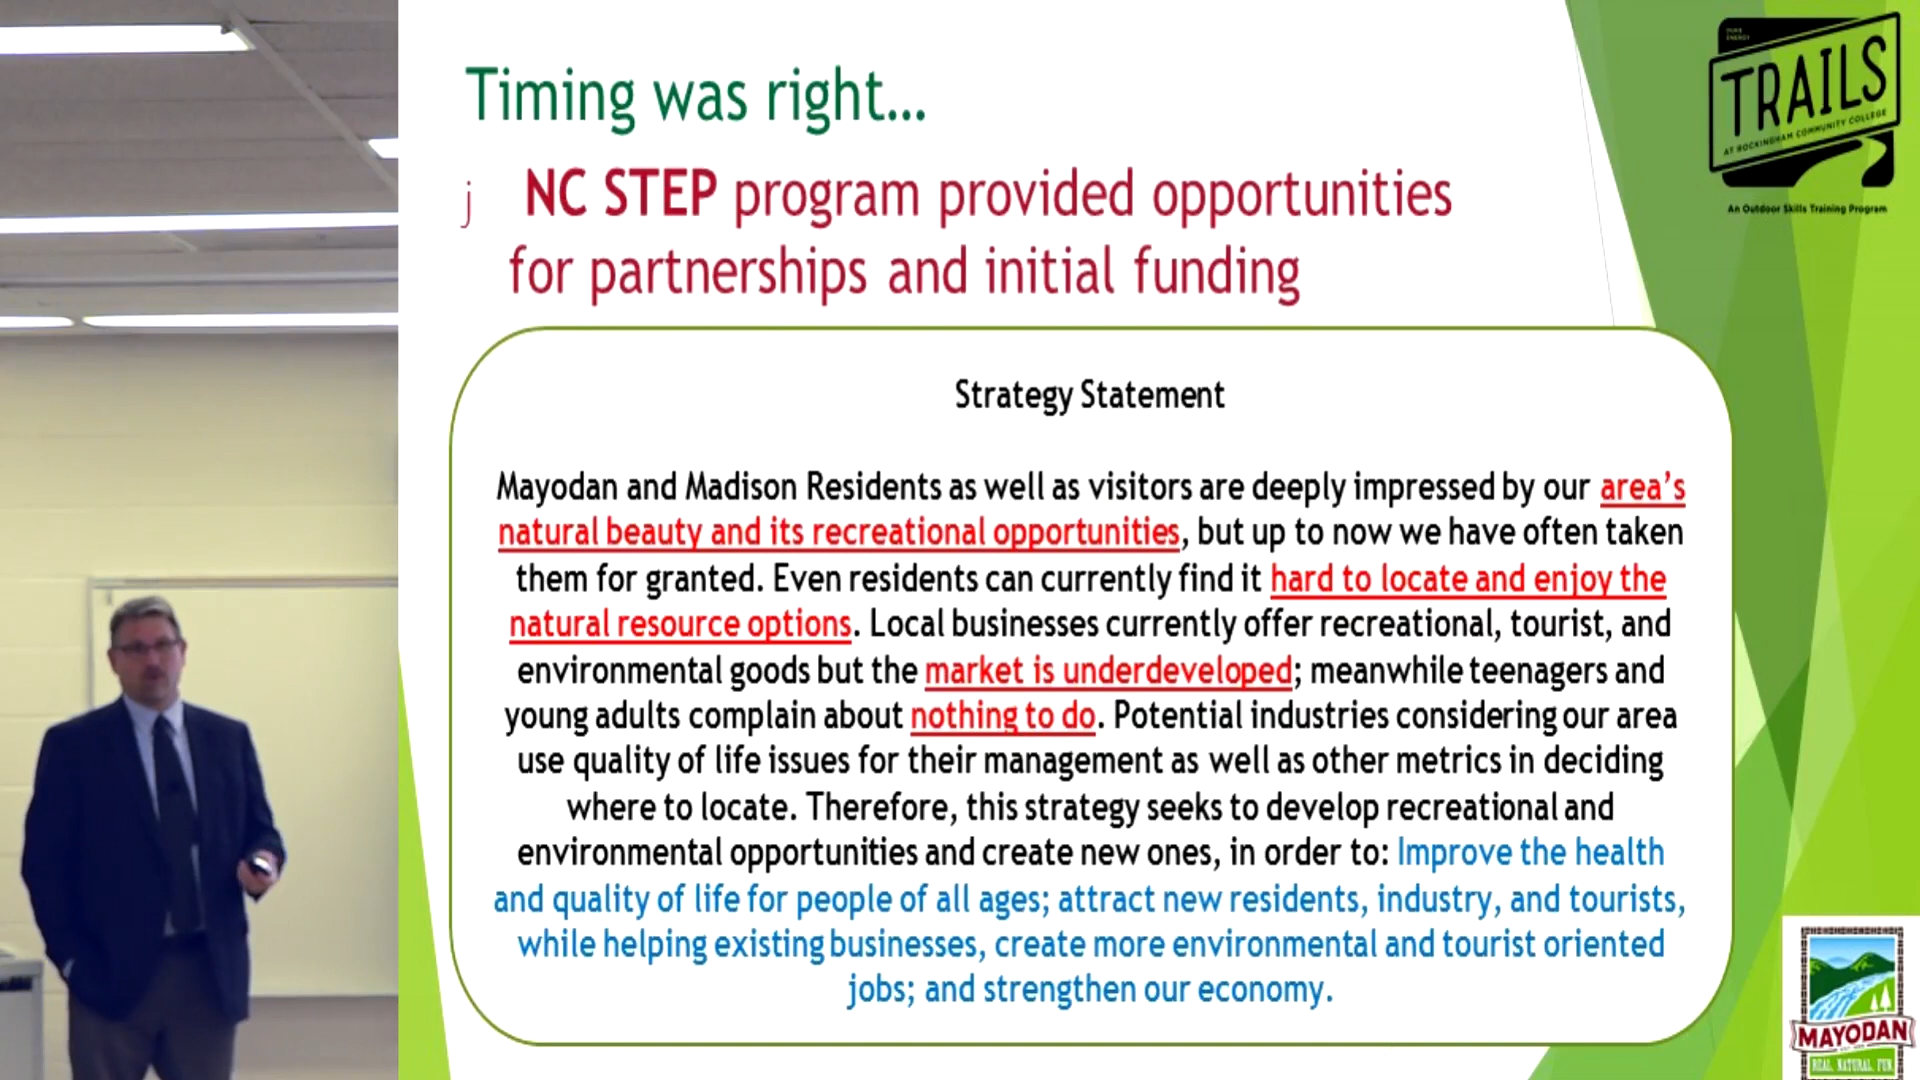 Timing was right...
j NC STEP program provided opportunities
for partnerships and initial funding
Strategy Statement
Mayodan and Madison Residents as well as visitors are deeply impressed by our area's
natural beauty and its recreational opportunities, but up to now we have often taken
them for granted. Even residents can currently find it hard to locate and enjoy the
natural resource options. Local businesses currently offer recreational, tourist, and
environmental goods but the market is underdeveloped; meanwhile teenagers and
young adults complain about nothing to do. Potential industries considering our area
use quality of life issues for their management as well as other metrics in deciding
where to locate. Therefore, this strategy seeks to develop recreational and
environmental opportunities and create new ones, in order to: Improve the health
and quality of life for people of all ages; attract new residents, industry, and tourists,
while helping existing businesses, create more environmental and tourist oriented
jobs; and strengthen our economy.
DUKE
ENERGY
TRAILS
AT ROCKINGHAM COMMUNITY COLLEGE
An Outdoor Skills Training Program
MAYODAN
REAL. NATURAL. FUN.